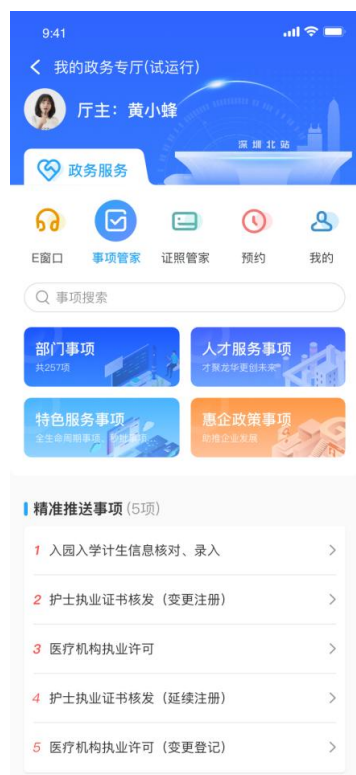 9:41
我的政务专厅(试运行)
厅主：黄小蜂
深圳北站
政务服务
E窗口
事项管家
证照管家
预约
我的
事项搜索
部门事项
共257项
人才服务事项
才聚龙华更创未来
特色服务事项
全生命周期事项、秒批事项
惠企政策事项
助推企业发展
精准推送事项(5项)
1 入园入学计生信息核对、录入
2 护士执业证书核发（变更注册）
3 医疗机构执业许可
4 护士执业证书核发（延续注册）
5 医疗机构执业许可（变更登记）